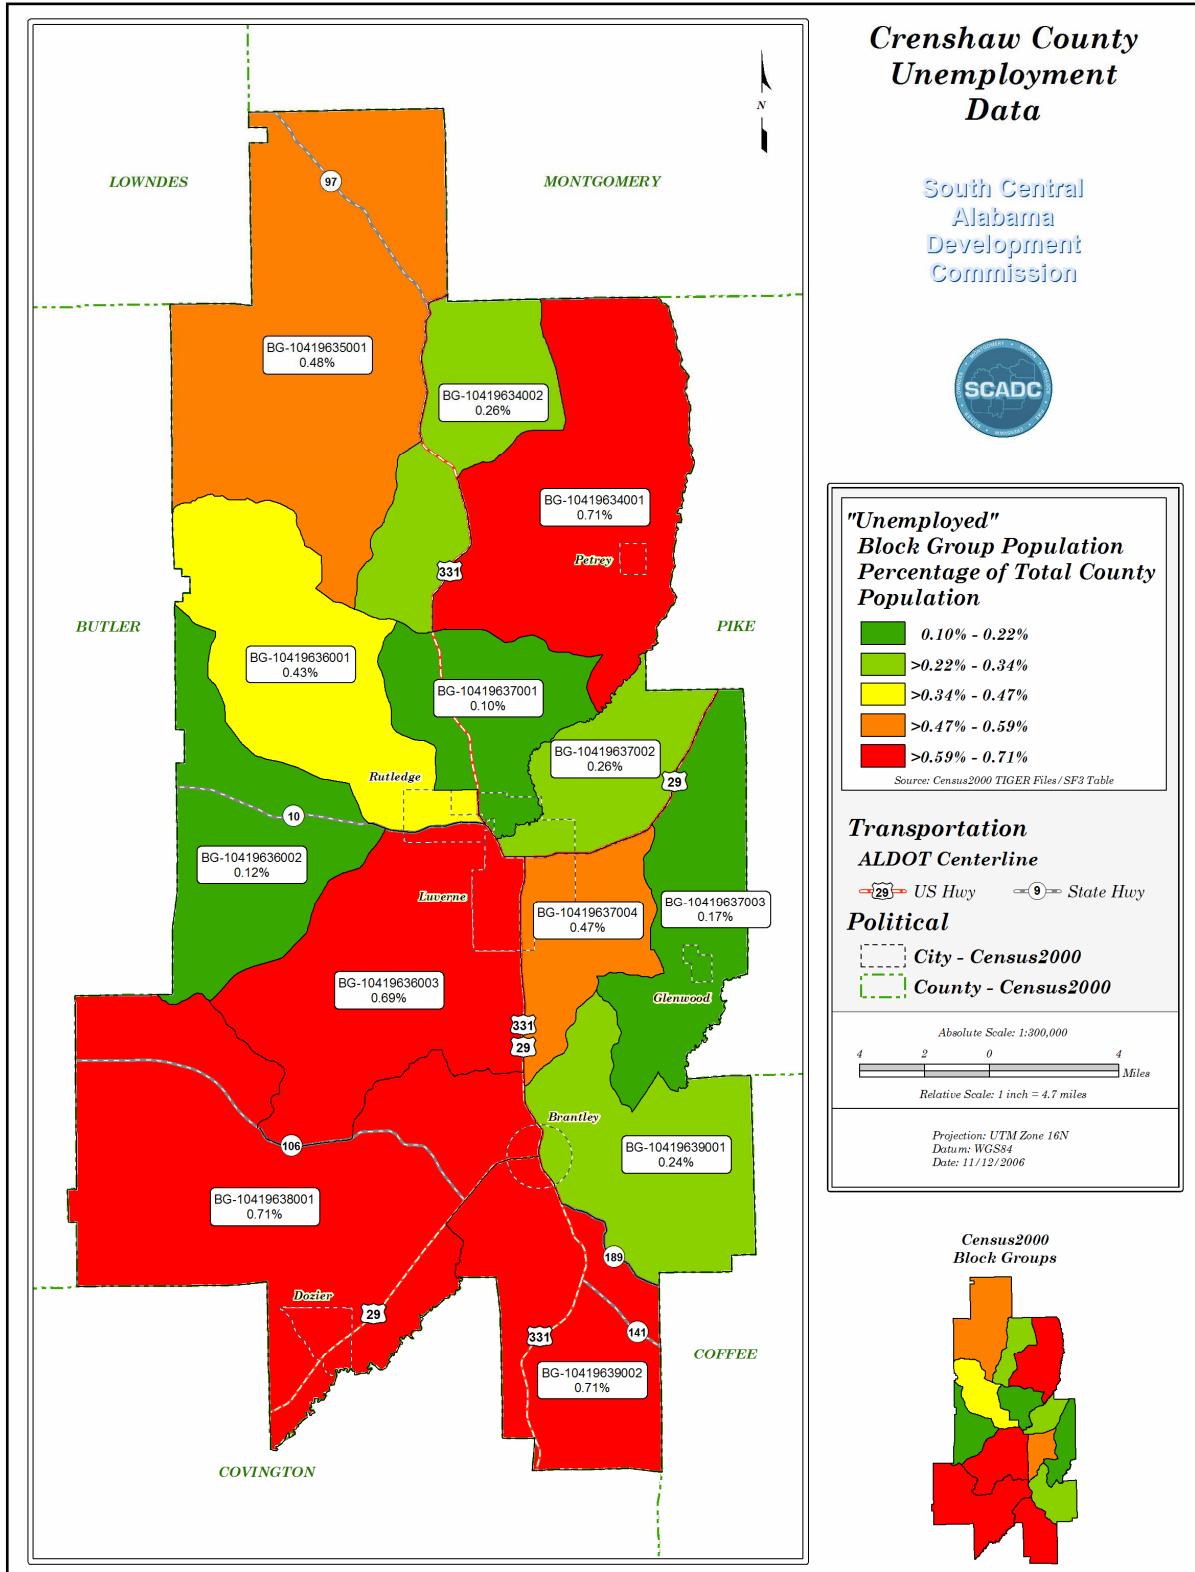 Crenshaw County
Unemployment
Data
South Central
Alabama
Development
Commission
SCADC
N
LOWNDES
MONTGOMERY
BUTLER
PIKE
COFFEE
COVINGTON
97
BG-10419635001
0.48%
BG-10419634002
0.26%
BG-10419634001
0.71%
Petrey
331
BG-10419636001
0.43%
BG-10419637001
0.10%
BG-10419637002
0.26%
Rutledge
29
10
BG-10419636002
0.12%
Luverne
BG-10419637004
0.47%
BG-10419637003
0.17%
BG-10419636003
0.69%
Glenwood
331
29
Brantley
106
BG-10419639001
0.24%
BG-10419638001
0.71%
189
Dozier
29
331
141
BG-10419639002
0.71%
"Unemployed"
Block Group Population
Percentage of Total County
Population
0.10% - 0.22%
>0.22% - 0.34%
>0.34% - 0.47%
>0.47% - 0.59%
>0.59% - 0.71%
Source: Census2000 TIGER Files/SF3 Table
Transportation
ALDOT Centerline
29 US Hwy 9 State Hwy
Political
City - Census2000
County - Census2000
Absolute Scale: 1:300,000
4 2 0 4
Miles
Relative Scale: 1 inch = 4.7 miles
Projection: UTM Zone 16N
Datum: WGS84
Date: 11/12/2006
Census2000
Block Groups